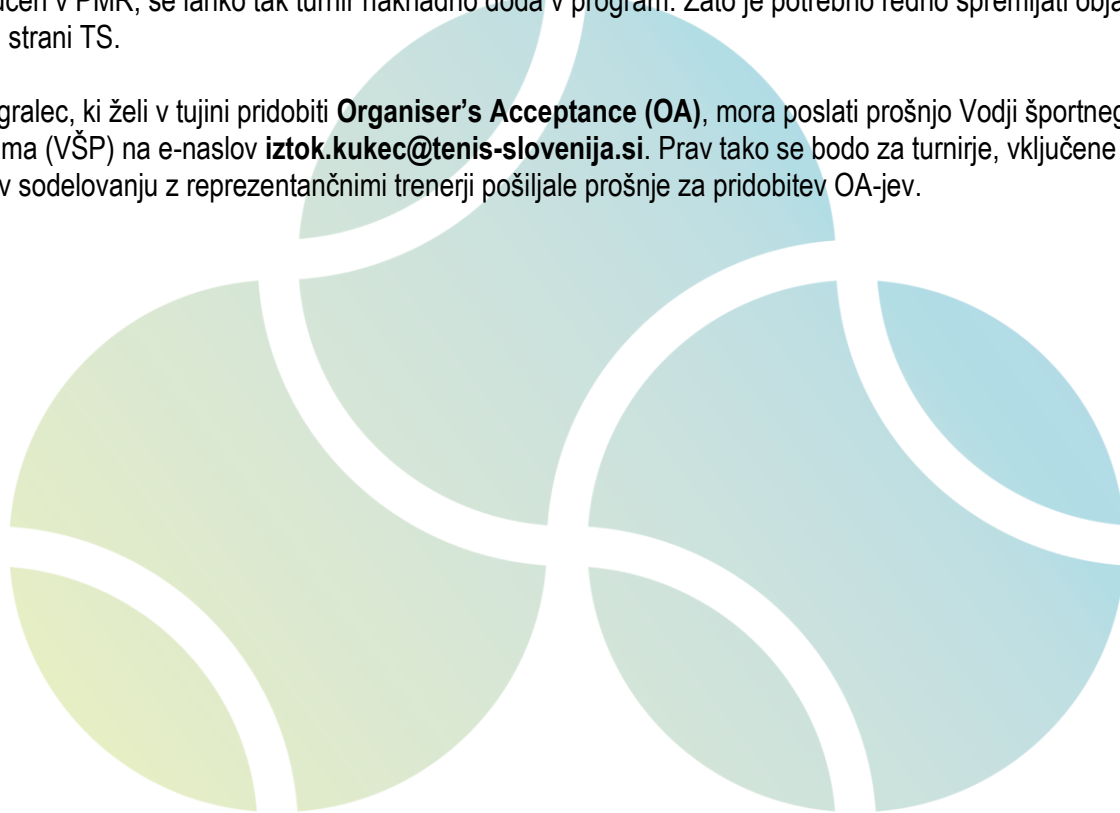 učen v PMR, se lahko tak turnir naknadno doda v program. Zato je potrebno redno spremljati obja
strani TS.
gralec, ki želi v tujini pridobiti Organiser’s Acceptance (OA), mora poslati prošnjo Vodji športneg
ma (VŠP) na e-naslov iztok.kukec@tenis-slovenija.si. Prav tako se bodo za turnirje, vključene
v sodelovanju z reprezentančnimi trenerji pošiljale prošnje za pridobitev OA-jev.